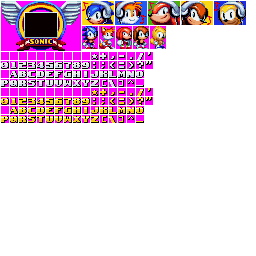 SONIC
*+,-./'
0123456789:;<=>?"
ABCDEFGHIJKLMNO
PQRSTUVWXYZ[\]^_
*+,-./'
0123456789:;<=>?"
ABCDEFGHIJKLMNO
PQRSTUVWXYZ[\]^_